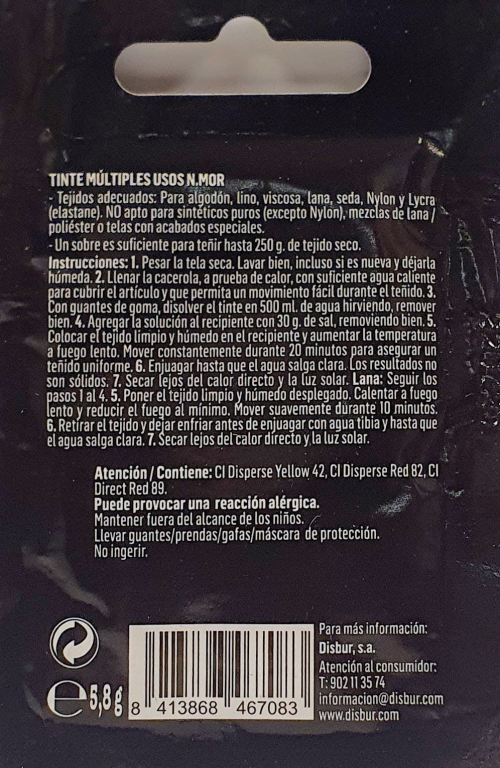 TINTE MÚLTIPLES USOS N.MOR
- Tejidos adecuados: Para algodón, lino, viscosa, lana, seda, Nylon y Lycra
(elastane). NO apto para sintéticos puros (excepto Nylon), mezclas de lana /
poliéster o telas con acabados especiales.
- Un sobre es suficiente para teñir hasta 250 g. de tejido seco.
Instrucciones: 1. Pesar la tela seca. Lavar bien, incluso si es nueva y déjarla
húmeda. 2. Llenar la cacerola, a prueba de calor, con suficiente agua caliente
para cubrir el artículo y que permita un movimiento fácil durante el teñido. 3.
Con guantes de goma, disolver el tinte en 500 ml. de agua hirviendo, remover
bien. 4. Agregar la solución al recipiente con 30 g. de sal, removiendo bien. 5.
Colocar el tejido limpio y húmedo en el recipiente y aumentar la temperatura
a fuego lento. Mover constantemente durante 20 minutos para asegurar un
teñido uniforme. 6. Enjuagar hasta que el agua salga clara. Los resultados no
son sólidos. 7. Secar lejos del calor directo y la luz solar. Lana: Seguir los
pasos 1 al 4. 5. Poner el tejido limpio y húmedo desplegado. Calentar a fuego
lento y reducir el fuego al mínimo. Mover suavemente durante 10 minutos.
6. Retirar el tejido y dejar enfriar antes de enjuagar con agua tibia y hasta que
el agua salga clara. 7. Secar lejos del calor directo y la luz solar.
Atención / Contiene: CI Disperse Yellow 42, CI Disperse Red 82, CI
Direct Red 89.
Puede provocar una reacción alérgica.
Mantener fuera del alcance de los niños.
Llevar guantes/prendas/gafas/máscara de protección.
No ingerir.
Para más información:
Disbur, s.a.
Atención al consumidor:
T: 902 11 35 74
informacion@disbur.com
www.disbur.com
℮ 5,8 g
8 413868 467083